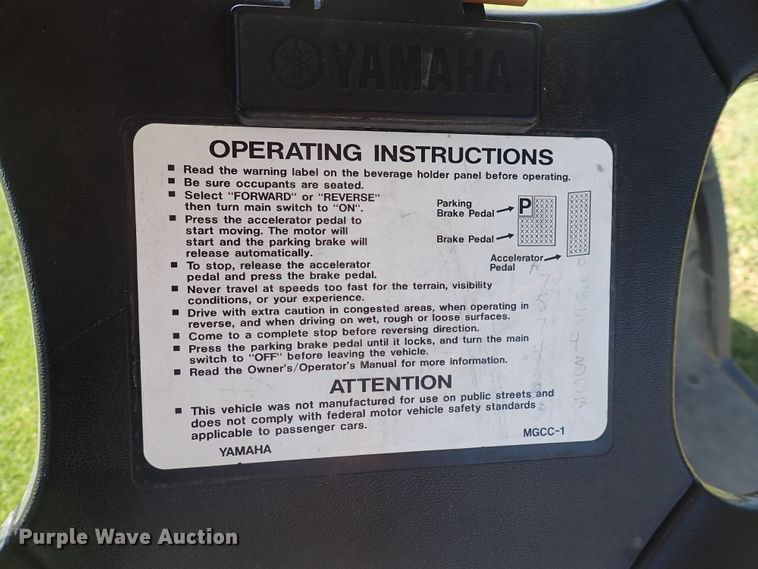 YAMAHA
OPERATING INSTRUCTIONS
▪ Read the warning label on the beverage holder panel before operating.
▪ Be sure occupants are seated.
▪ Select "FORWARD" or "REVERSE"
then turn main switch to "ON".
▪ Press the accelerator pedal to
start moving. The motor will
start and the parking brake will
release automatically.
▪ To stop, release the accelerator
pedal and press the brake pedal.
Parking
Brake Pedal
P
Brake Pedal
Accelerator
Pedal
▪ Never travel at speeds too fast for the terrain, visibility
conditions, or your experience.
▪ Drive with extra caution in congested areas, when operating in
reverse, and when driving on wet, rough or loose surfaces.
▪ Come to a complete stop before reversing direction.
▪ Press the parking brake pedal until it locks, and turn the main
switch to "OFF" before leaving the vehicle.
▪ Read the Owner's/Operator's Manual for more information.
ATTENTION
▪ This vehicle was not manufactured for use on public streets and
does not comply with federal motor vehicle safety standards
applicable to passenger cars.
YAMAHA
MGCC-1
Purple Wave Auction